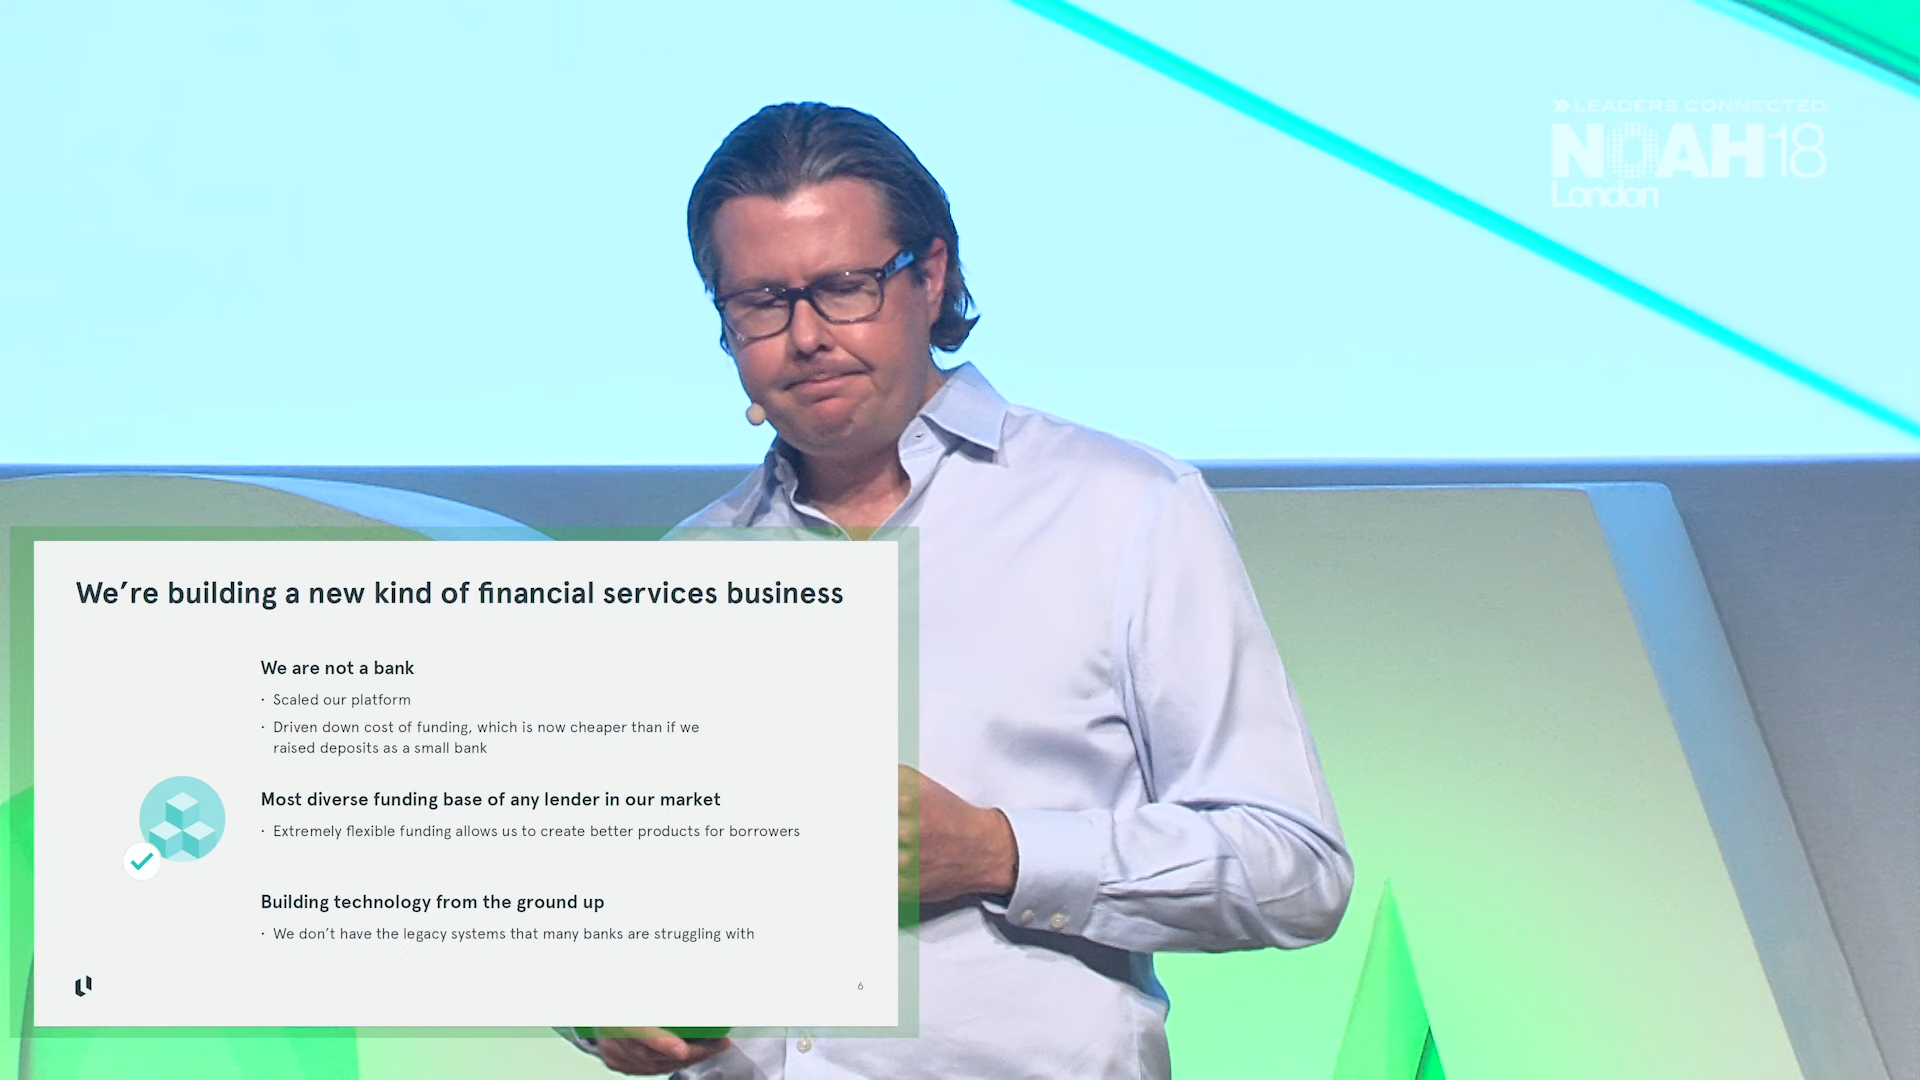 LEADERS CONNECTED
NOAH18
London
We’re building a new kind of financial services business
We are not a bank
· Scaled our platform
· Driven down cost of funding, which is now cheaper than if we
raised deposits as a small bank
Most diverse funding base of any lender in our market
· Extremely flexible funding allows us to create better products for borrowers
Building technology from the ground up
· We don’t have the legacy systems that many banks are struggling with
6